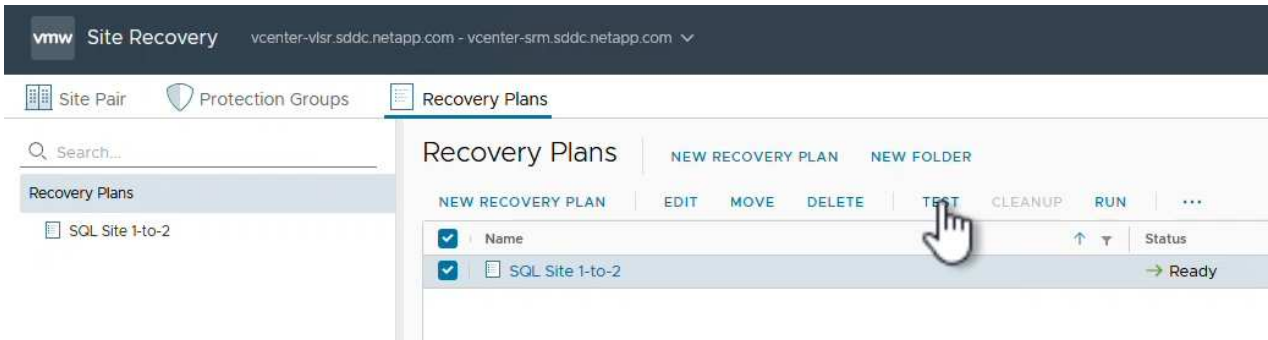 vmw Site Recovery vcenter-vlsr.sddc.netapp.com - vcenter-srm.sddc.netapp.com
Site Pair Protection Groups Recovery Plans
Search...
Recovery Plans
SQL Site 1-to-2
Recovery Plans NEW RECOVERY PLAN NEW FOLDER
NEW RECOVERY PLAN EDIT MOVE DELETE TEST CLEANUP RUN ...
Name Status
SQL Site 1-to-2 Ready